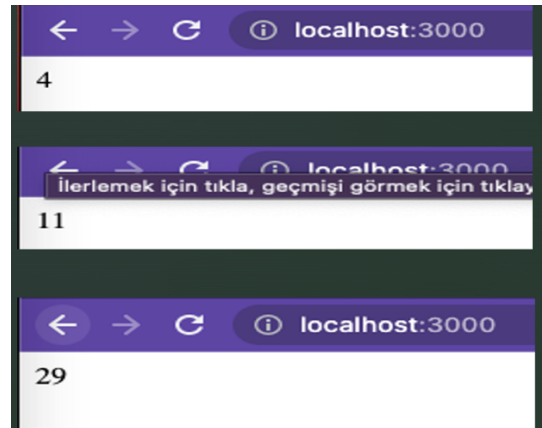 localhost:3000
4
localhost:3000
İlerlemek için tıkla, geçmişi görmek için tıklay
11
localhost:3000
29